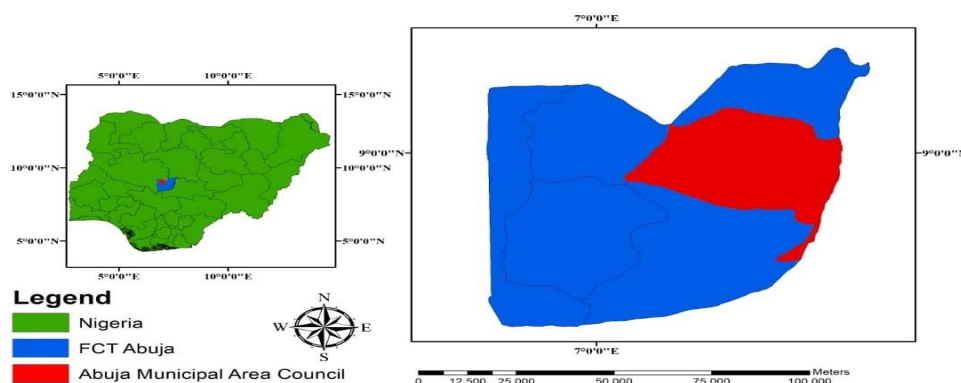 7°0'0"E
5°0'0"E 10°0'0"E
15°0'0"N 15°0'0"N
9°0'0"N 9°0'0"N
10°0'0"N 10°0'0"N
5°0'0"N 5°0'0"N
5°0'0"E 10°0'0"E
Legend
Nigeria
FCT Abuja
Abuja Municipal Area Council
N
W E
S
7°0'0"E
Meters
0 12,500 25,000 50,000 75,000 100,000